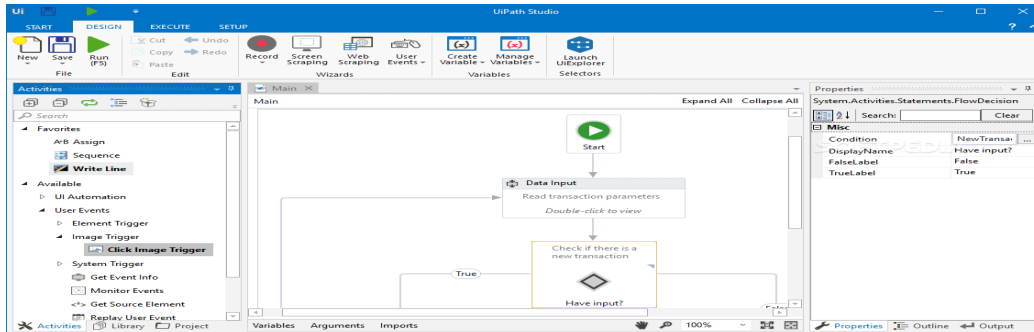 Ui
UiPath Studio
START DESIGN EXECUTE SETUP
?
New Save Run (F5)
Cut Copy Paste
Undo Redo
Record Screen Scraping Web Scraping User Events
Create Variable Manage Variables
Launch UiExplorer
File Edit Wizards Variables Selectors
Activities
Search
Favorites
A+B Assign
Sequence
Write Line
Available
UI Automation
User Events
Element Trigger
Image Trigger
Click Image Trigger
System Trigger
Get Event Info
Monitor Events
Get Source Element
Replay User Event
Activities Library Project
Main
Main Expand All Collapse All
Start
Data Input
Read transaction parameters
Double-click to view
Check if there is a
new transaction
True
Have input?
Variables Arguments Imports 100%
Properties
System.Activities.Statements.FlowDecision
Search: Clear
Misc
Condition NewTransa ...
DisplayName Have input?
FalseLabel False
TrueLabel True
Properties Outline Output